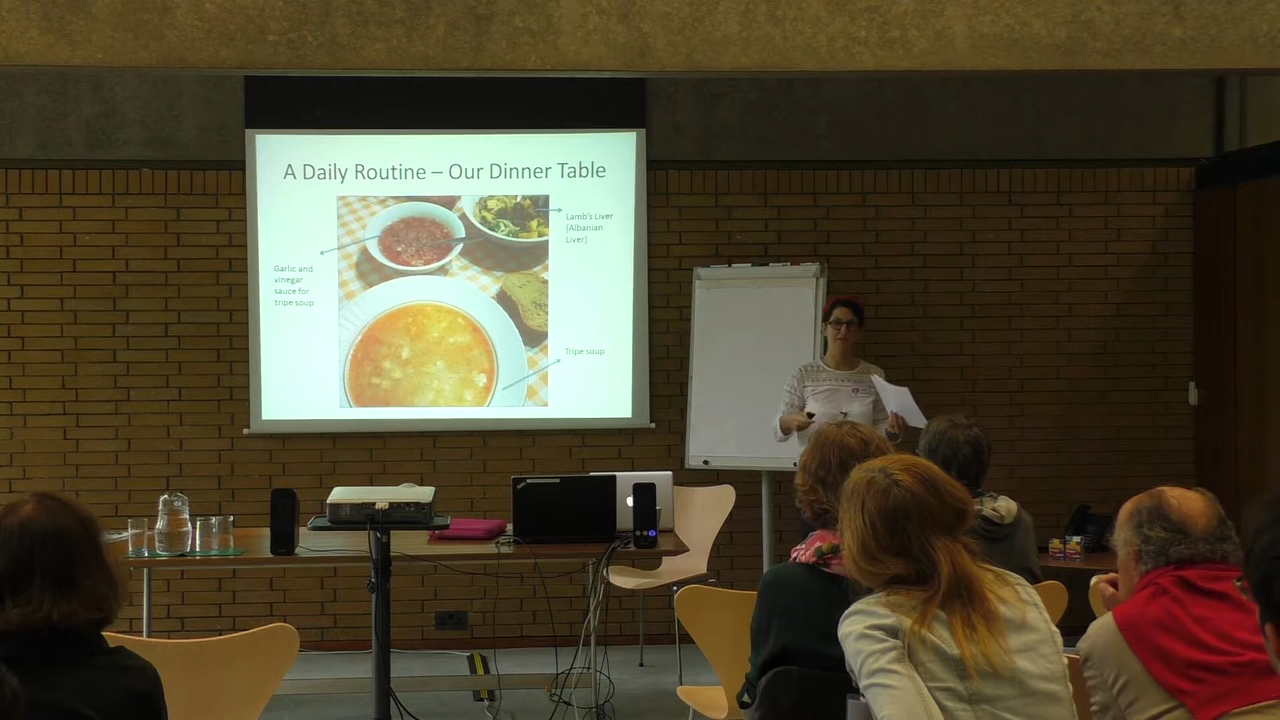 A Daily Routine – Our Dinner Table
Lamb's Liver
(Albanian
Liver)
Garlic and
vinegar
sauce for
tripe soup
Tripe soup